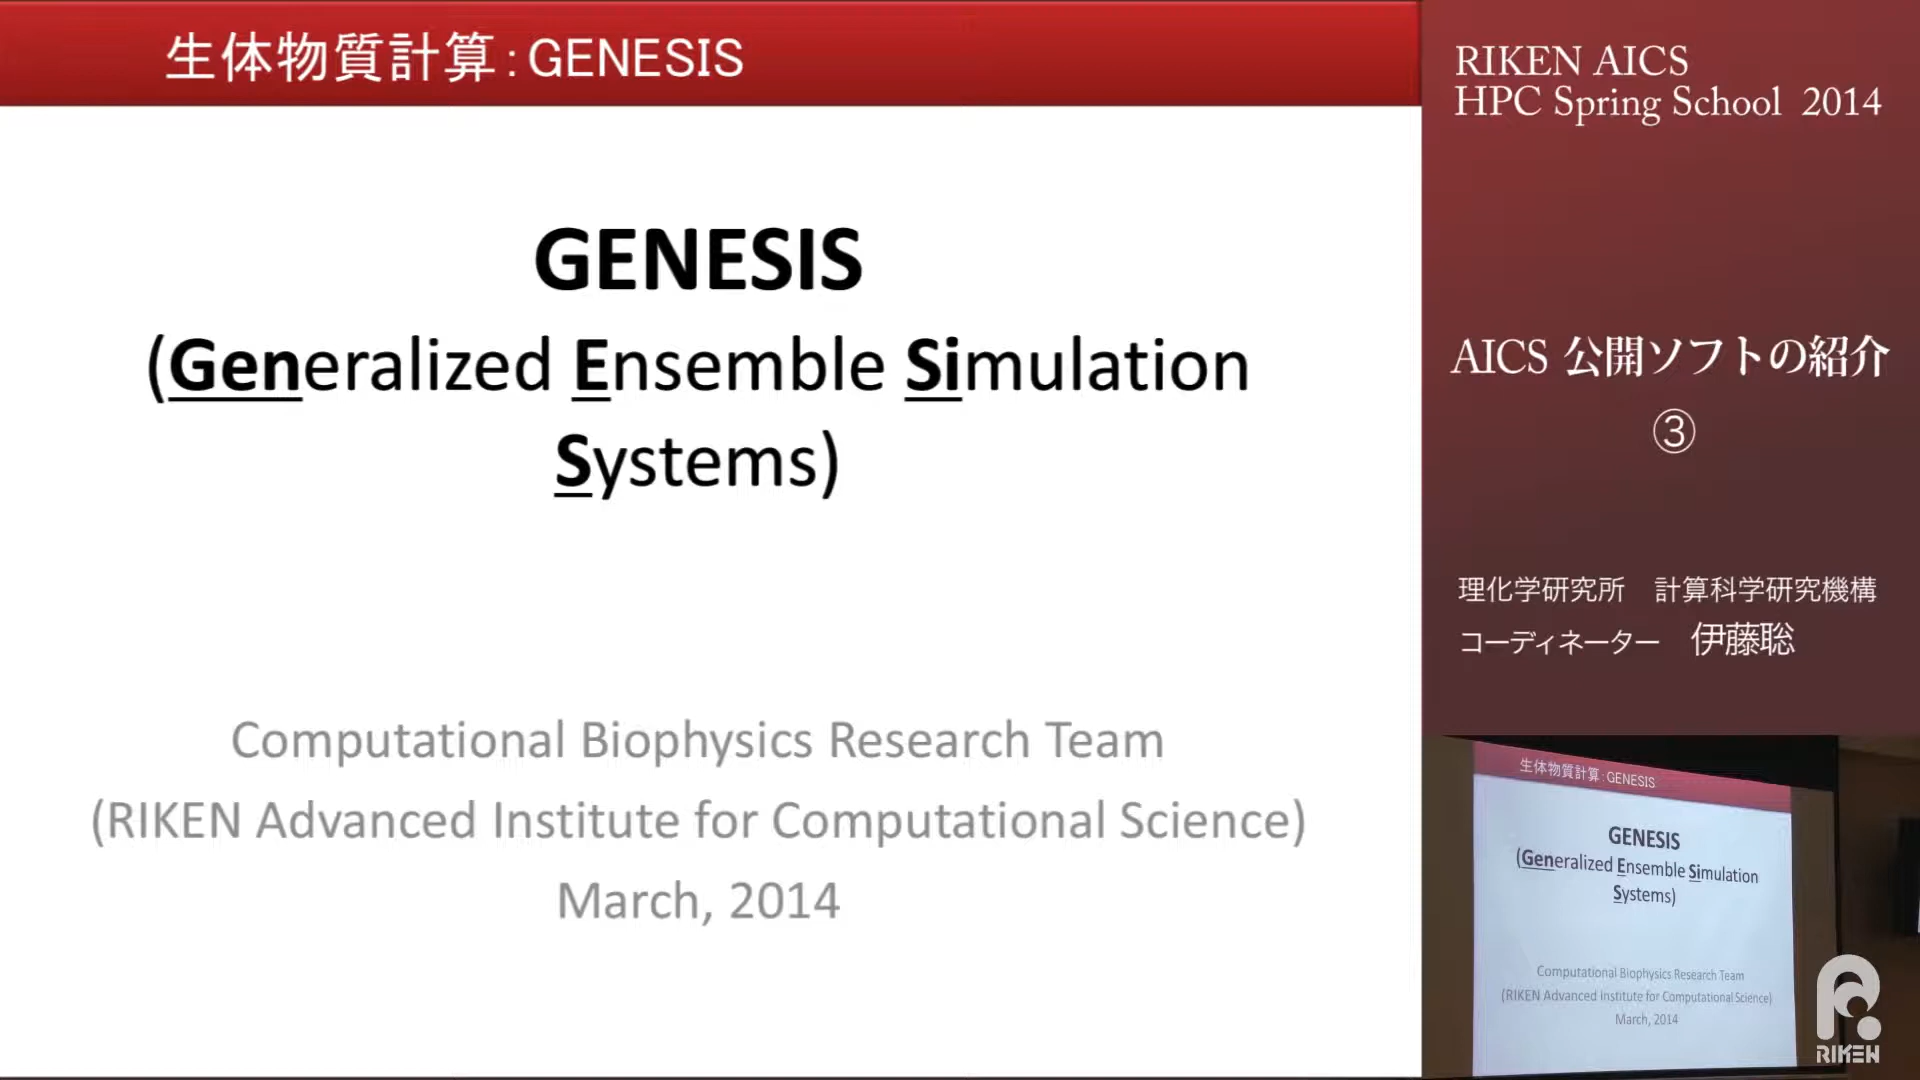 生体物質計算：GENESIS
GENESIS
(Generalized Ensemble Simulation
Systems)
Computational Biophysics Research Team
(RIKEN Advanced Institute for Computational Science)
March, 2014
RIKEN AICS
HPC Spring School 2014
AICS 公開ソフトの紹介
③
理化学研究所　計算科学研究機構
コーディネーター　伊藤聡
生体物質計算：GENESIS
GENESIS
(Generalized Ensemble Simulation
Systems)
Computational Biophysics Research Team
(RIKEN Advanced Institute for Computational Science)
March, 2014
RIKEN